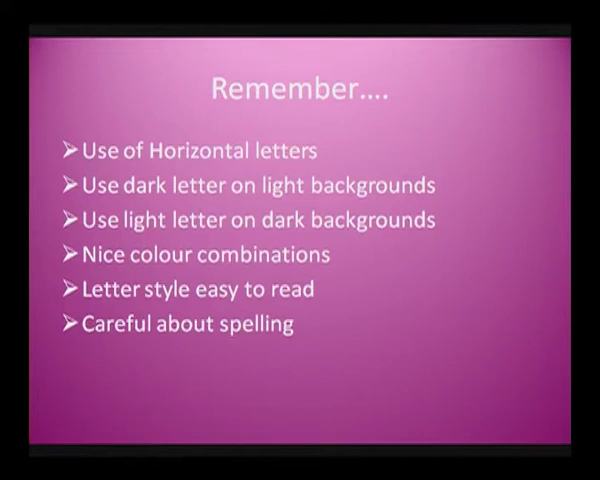 Remember....
Use of Horizontal letters
Use dark letter on light backgrounds
Use light letter on dark backgrounds
Nice colour combinations
Letter style easy to read
Careful about spelling